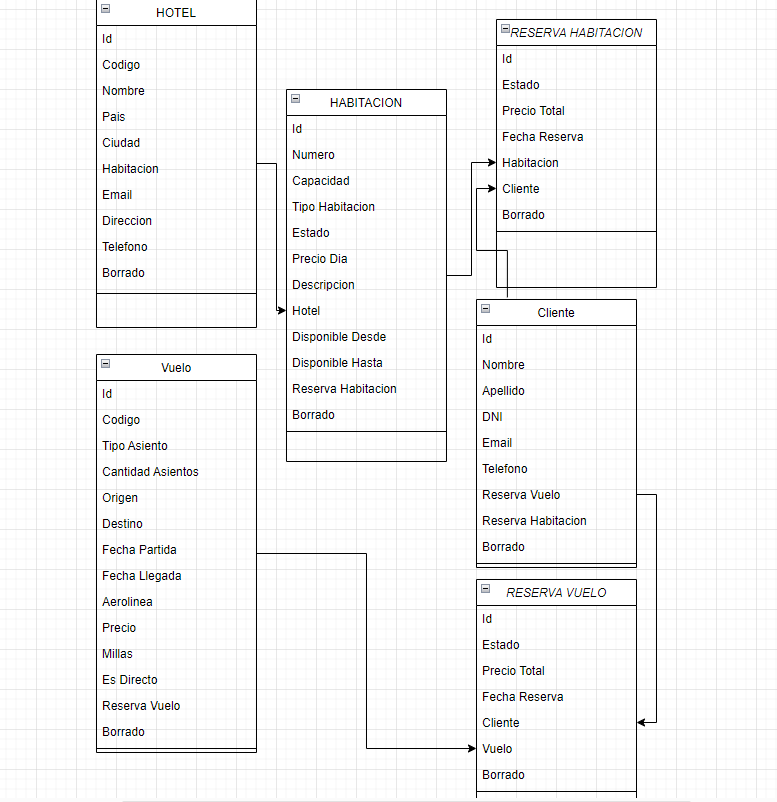 HOTEL
Id
Codigo
Nombre
Pais
Ciudad
Habitacion
Email
Direccion
Telefono
Borrado
HABITACION
Id
Numero
Capacidad
Tipo Habitacion
Estado
Precio Dia
Descripcion
Hotel
Disponible Desde
Disponible Hasta
Reserva Habitacion
Borrado
RESERVA HABITACION
Id
Estado
Precio Total
Fecha Reserva
Habitacion
Cliente
Borrado
Vuelo
Id
Codigo
Tipo Asiento
Cantidad Asientos
Origen
Destino
Fecha Partida
Fecha Llegada
Aerolinea
Precio
Millas
Es Directo
Reserva Vuelo
Borrado
Cliente
Id
Nombre
Apellido
DNI
Email
Telefono
Reserva Vuelo
Reserva Habitacion
Borrado
RESERVA VUELO
Id
Estado
Precio Total
Fecha Reserva
Cliente
Vuelo
Borrado